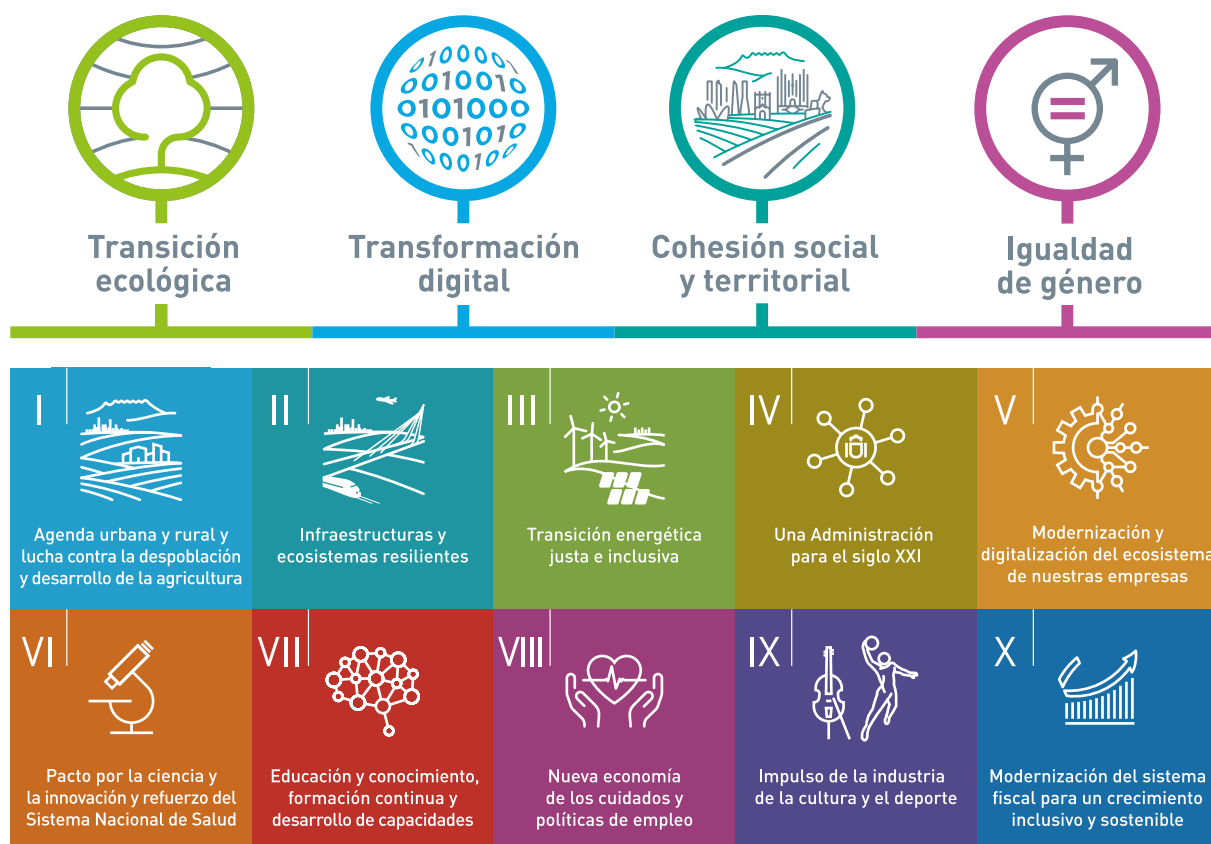 Transición
ecológica
Transformación
digital
Cohesión social
y territorial
Igualdad
de género
I
Agenda urbana y rural y
lucha contra la despoblación
y desarrollo de la agricultura
II
Infraestructuras y
ecosistemas resilientes
III
Transición energética
justa e inclusiva
IV
Una Administración
para el siglo XXI
V
Modernización y
digitalización del ecosistema
de nuestras empresas
VI
Pacto por la ciencia y
la innovación y refuerzo del
Sistema Nacional de Salud
VII
Educación y conocimiento,
formación continua y
desarrollo de capacidades
VIII
Nueva economía
de los cuidados y
políticas de empleo
IX
Impulso de la industria
de la cultura y el deporte
X
Modernización del sistema
fiscal para un crecimiento
inclusivo y sostenible